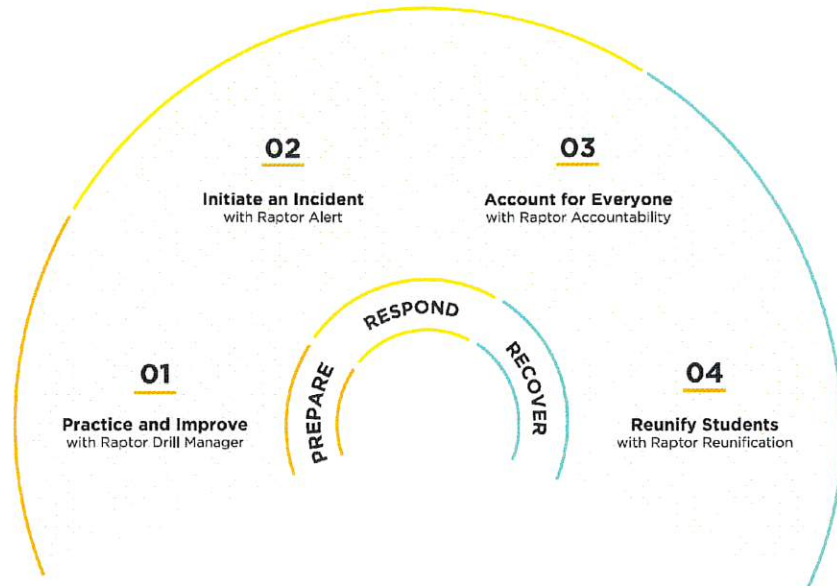 01
Practice and Improve
with Raptor Drill Manager
02
Initiate an Incident
with Raptor Alert
03
Account for Everyone
with Raptor Accountability
04
Reunify Students
with Raptor Reunification
PREPARE
RESPOND
RECOVER